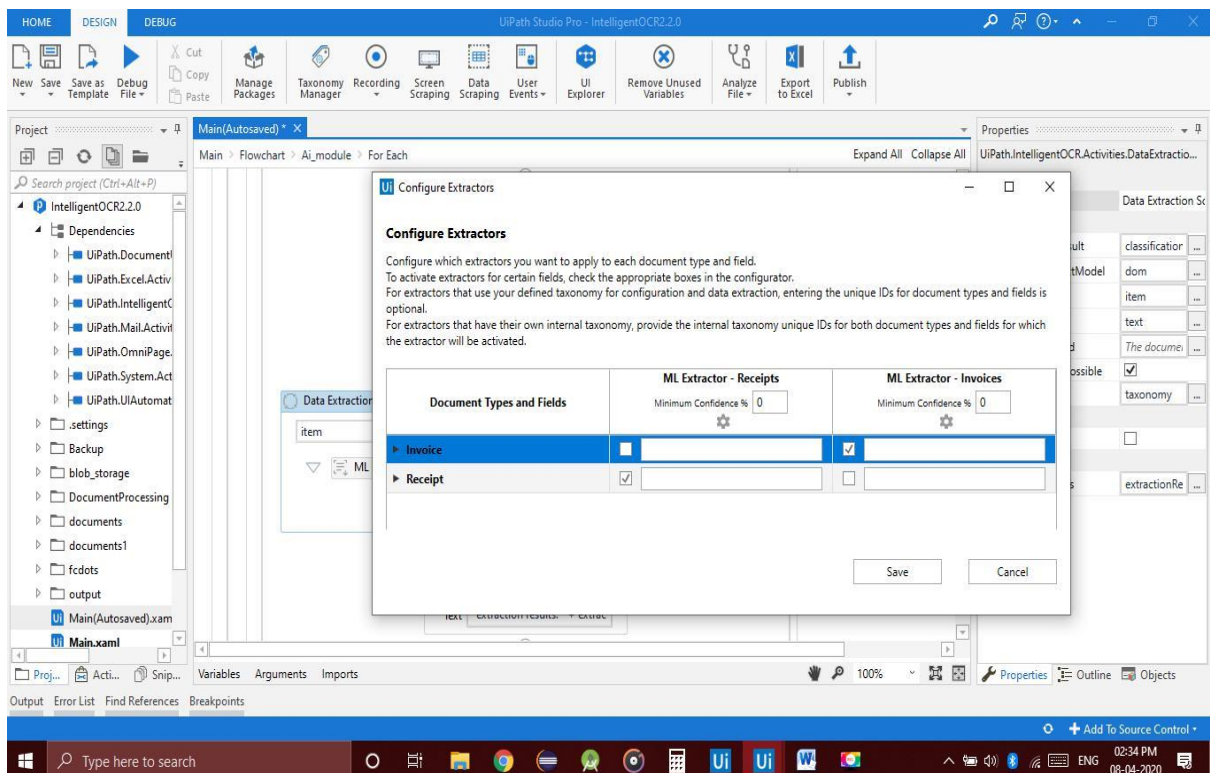 HOME DESIGN DEBUG UiPath Studio Pro - IntelligentOCR2.2.0
New Save Save as Template Debug File Cut Copy Paste Manage Packages Taxonomy Manager Recording Screen Scraping Data Scraping User Events UI Explorer Remove Unused Variables Analyze File Export to Excel Publish
Project
Search project (Ctrl+Alt+P)
IntelligentOCR2.2.0
Dependencies
UiPath.Document
UiPath.Excel.Activ
UiPath.Intelligent
UiPath.Mail.Activit
UiPath.OmniPage.
UiPath.System.Act
UiPath.UIAutomat
.settings
Backup
blob_storage
DocumentProcessing
documents
documents1
fcdots
output
Main(Autosaved).xam
Main.xaml
Proj... Acti... Snip...
Main(Autosaved) * X
Main > Flowchart > Ai_module > For Each Expand All Collapse All
Data Extraction
item
ML
Ui Configure Extractors
Configure Extractors
Configure which extractors you want to apply to each document type and field.
To activate extractors for certain fields, check the appropriate boxes in the configurator.
For extractors that use your defined taxonomy for configuration and data extraction, entering the unique IDs for document types and fields is
optional.
For extractors that have their own internal taxonomy, provide the internal taxonomy unique IDs for both document types and fields for which
the extractor will be activated.
Document Types and Fields ML Extractor - Receipts ML Extractor - Invoices
Minimum Confidence % 0 Minimum Confidence % 0
Invoice
Receipt
Save Cancel
Text
Variables Arguments Imports 100%
Properties
UiPath.IntelligentOCR.Activities.DataExtractio...
Data Extraction Sc
ult classification ...
tModel dom ...
item ...
text ...
d The documen ...
ossible
taxonomy ...
s extractionRe ...
Properties Outline Objects
Output Error List Find References Breakpoints
Add To Source Control
Type here to search
Ui Ui W
ENG 02:34 PM
08-04-2020